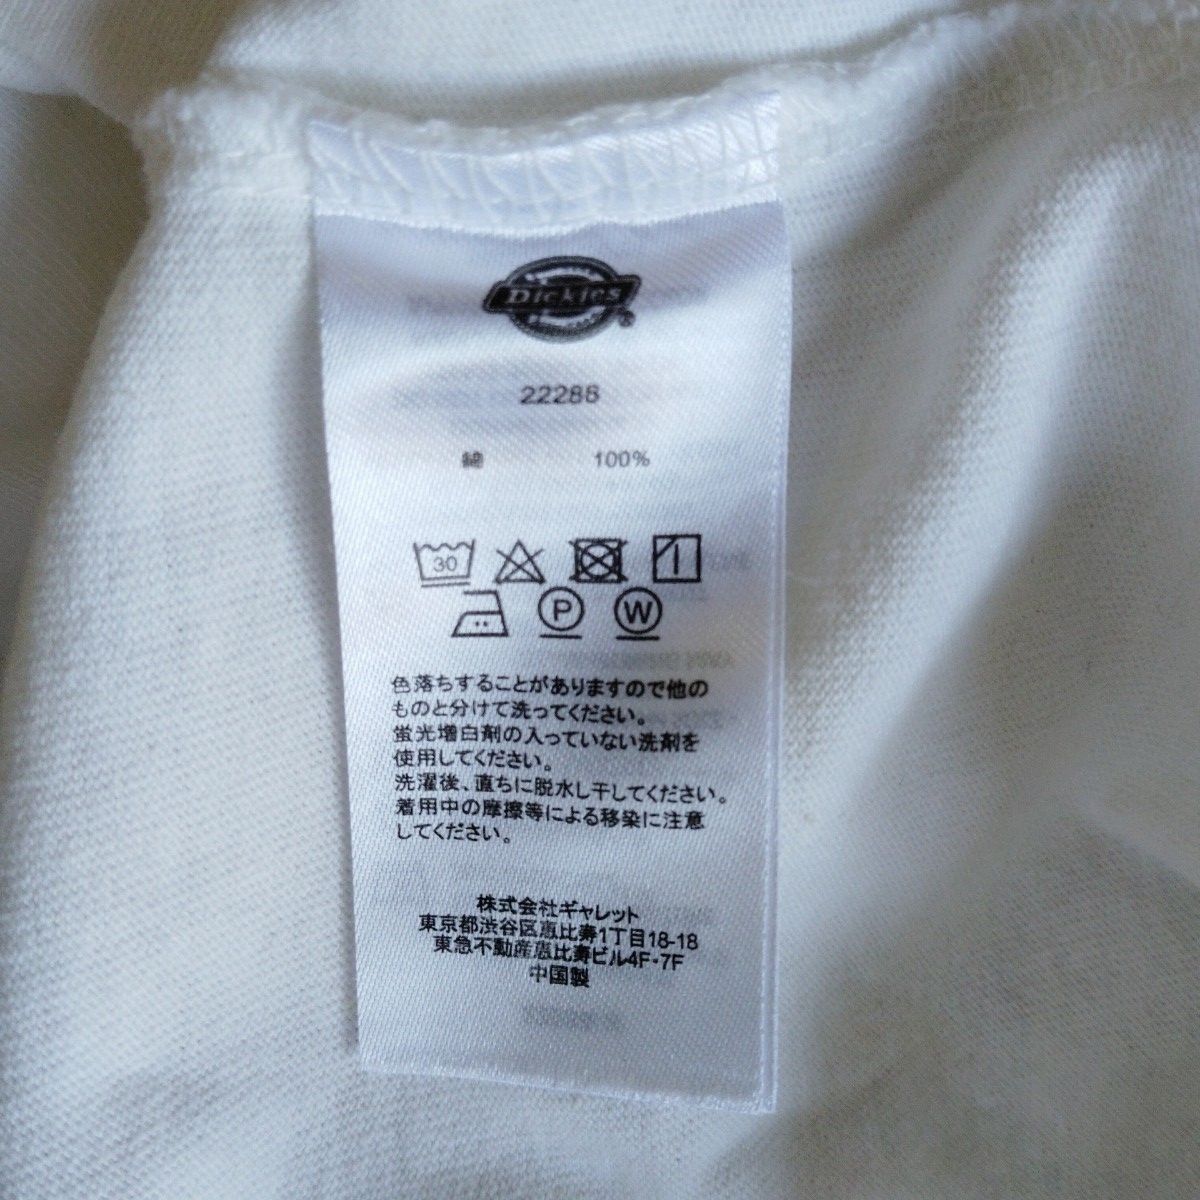 Dickies
22288
綿 100%
30
P W
色落ちすることがありますので他の
ものと分けて洗ってください。
蛍光増白剤の入っていない洗剤を
使用してください。
洗濯後、直ちに脱水し干してください。
着用中の摩擦等による移染に注意
してください。
株式会社ギャレット
東京都渋谷区恵比寿1丁目18-18
東急不動産恵比寿ビル4F・7F
中国製